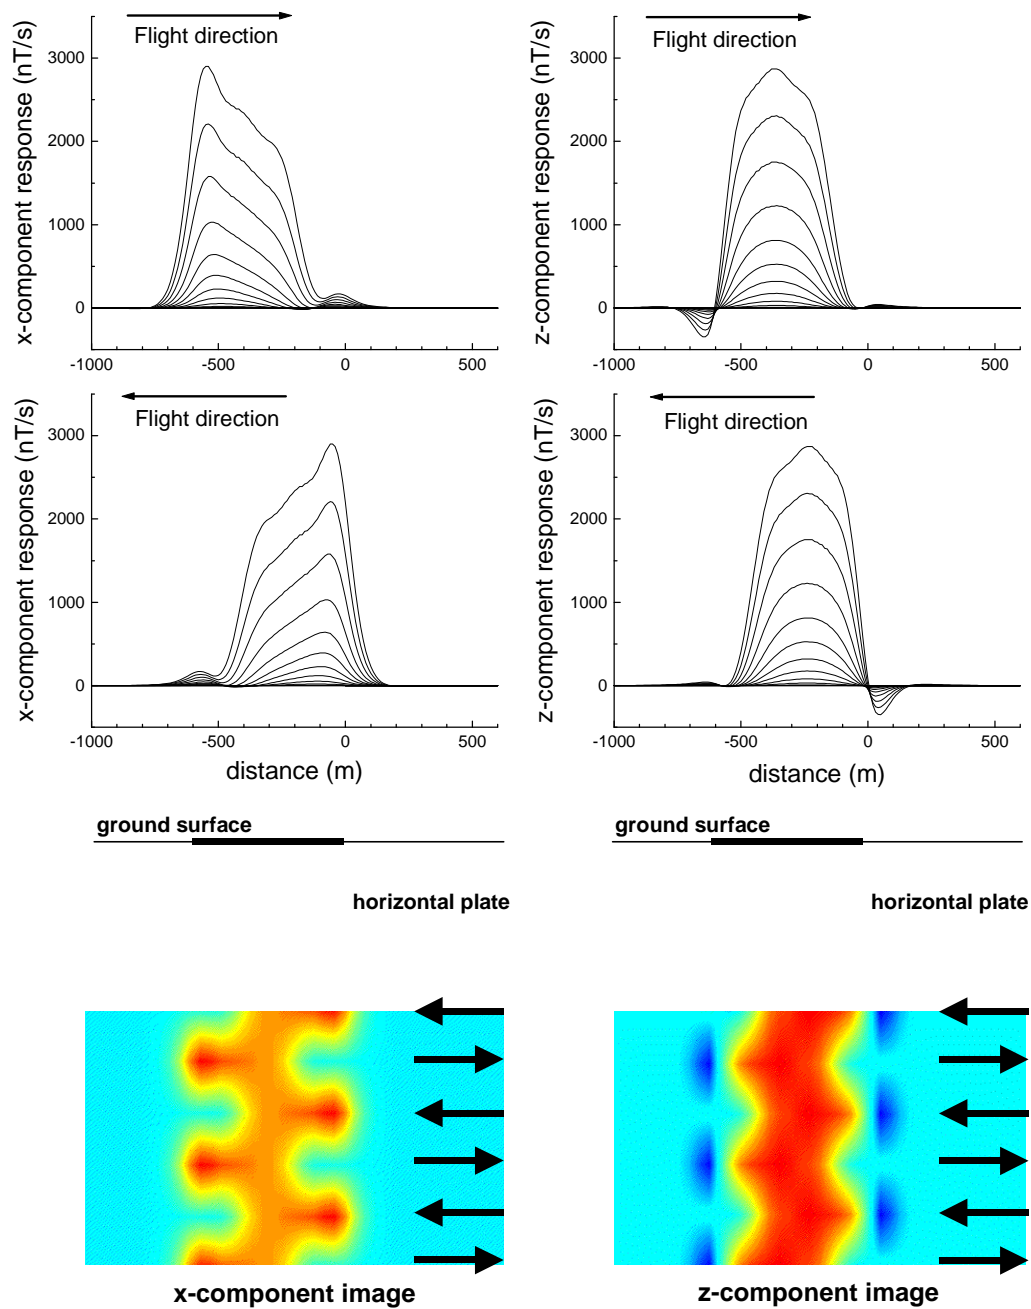 x-component response (nT/s)
3000
2000
1000
0
-1000 -500 0 500
Flight direction
z-component response (nT/s)
3000
2000
1000
0
-1000 -500 0 500
Flight direction
x-component response (nT/s)
3000
2000
1000
0
-1000 -500 0 500
distance (m)
Flight direction
z-component response (nT/s)
3000
2000
1000
0
-1000 -500 0 500
distance (m)
Flight direction
ground surface
horizontal plate
ground surface
horizontal plate
x-component image
z-component image